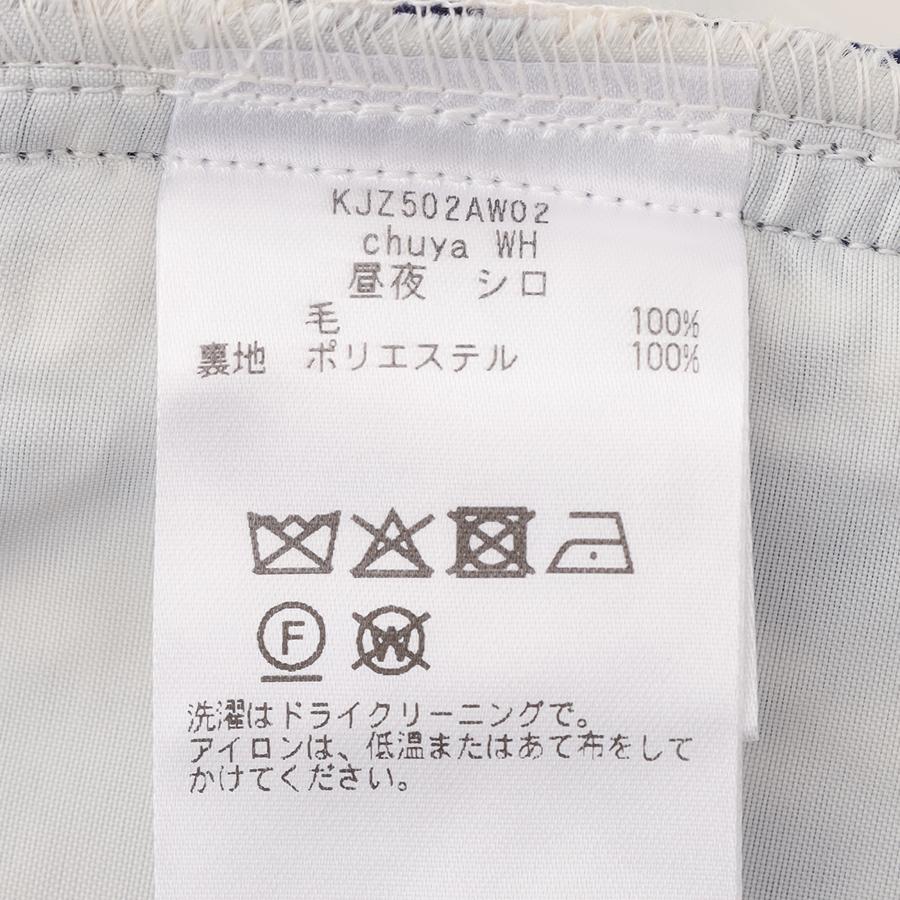 KJZ502AW02
chuya WH
昼夜 シロ
毛 100%
裏地 ポリエステル 100%
F
W
洗濯はドライクリーニングで。
アイロンは、低温またはあて布をして
かけてください。